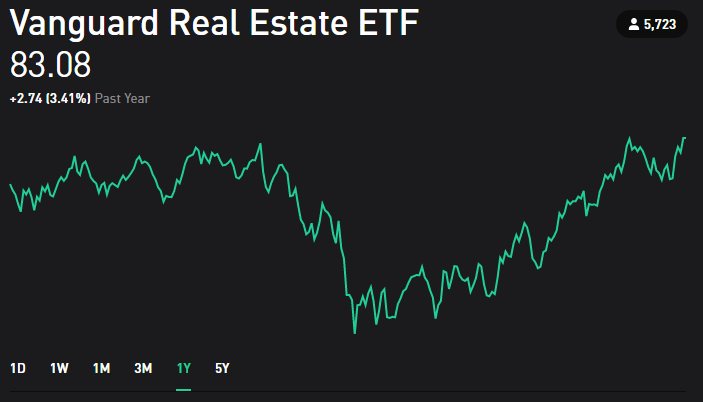 Vanguard Real Estate ETF
5,723
83.08
+2.74 (3.41%) Past Year
1D 1W 1M 3M 1Y 5Y